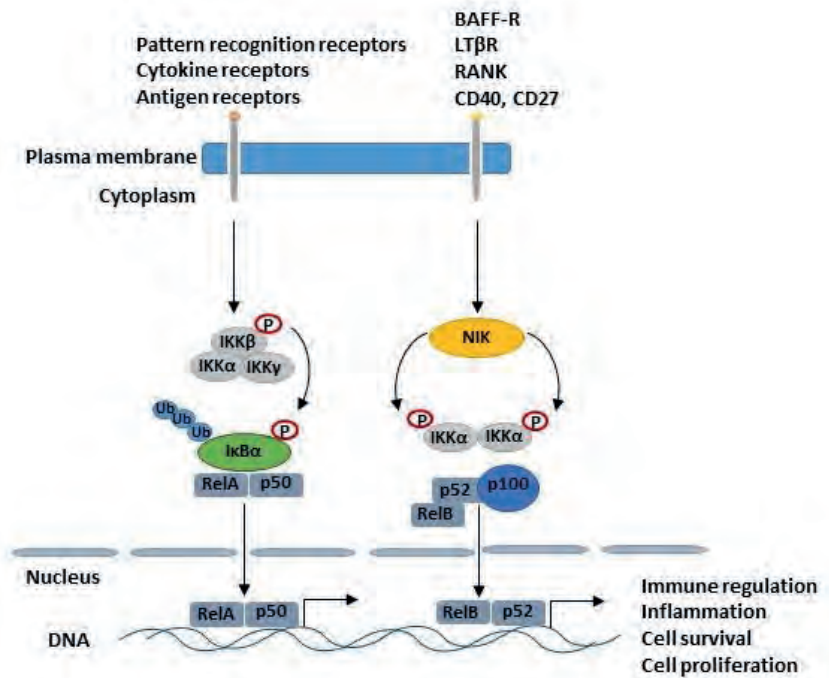 BAFF-R
Pattern recognition receptors
LTβR
Cytokine receptors
RANK
Antigen receptors
CD40, CD27
Plasma membrane
Cytoplasm
P
IKKβ
IKKα IKKγ
NIK
Ub
Ub
Ub
P
IκBα
RelA p50
P
P
IKKα IKKα
p52 p100
RelB
Nucleus
RelA p50
RelB p52
DNA
Immune regulation
Inflammation
Cell survival
Cell proliferation